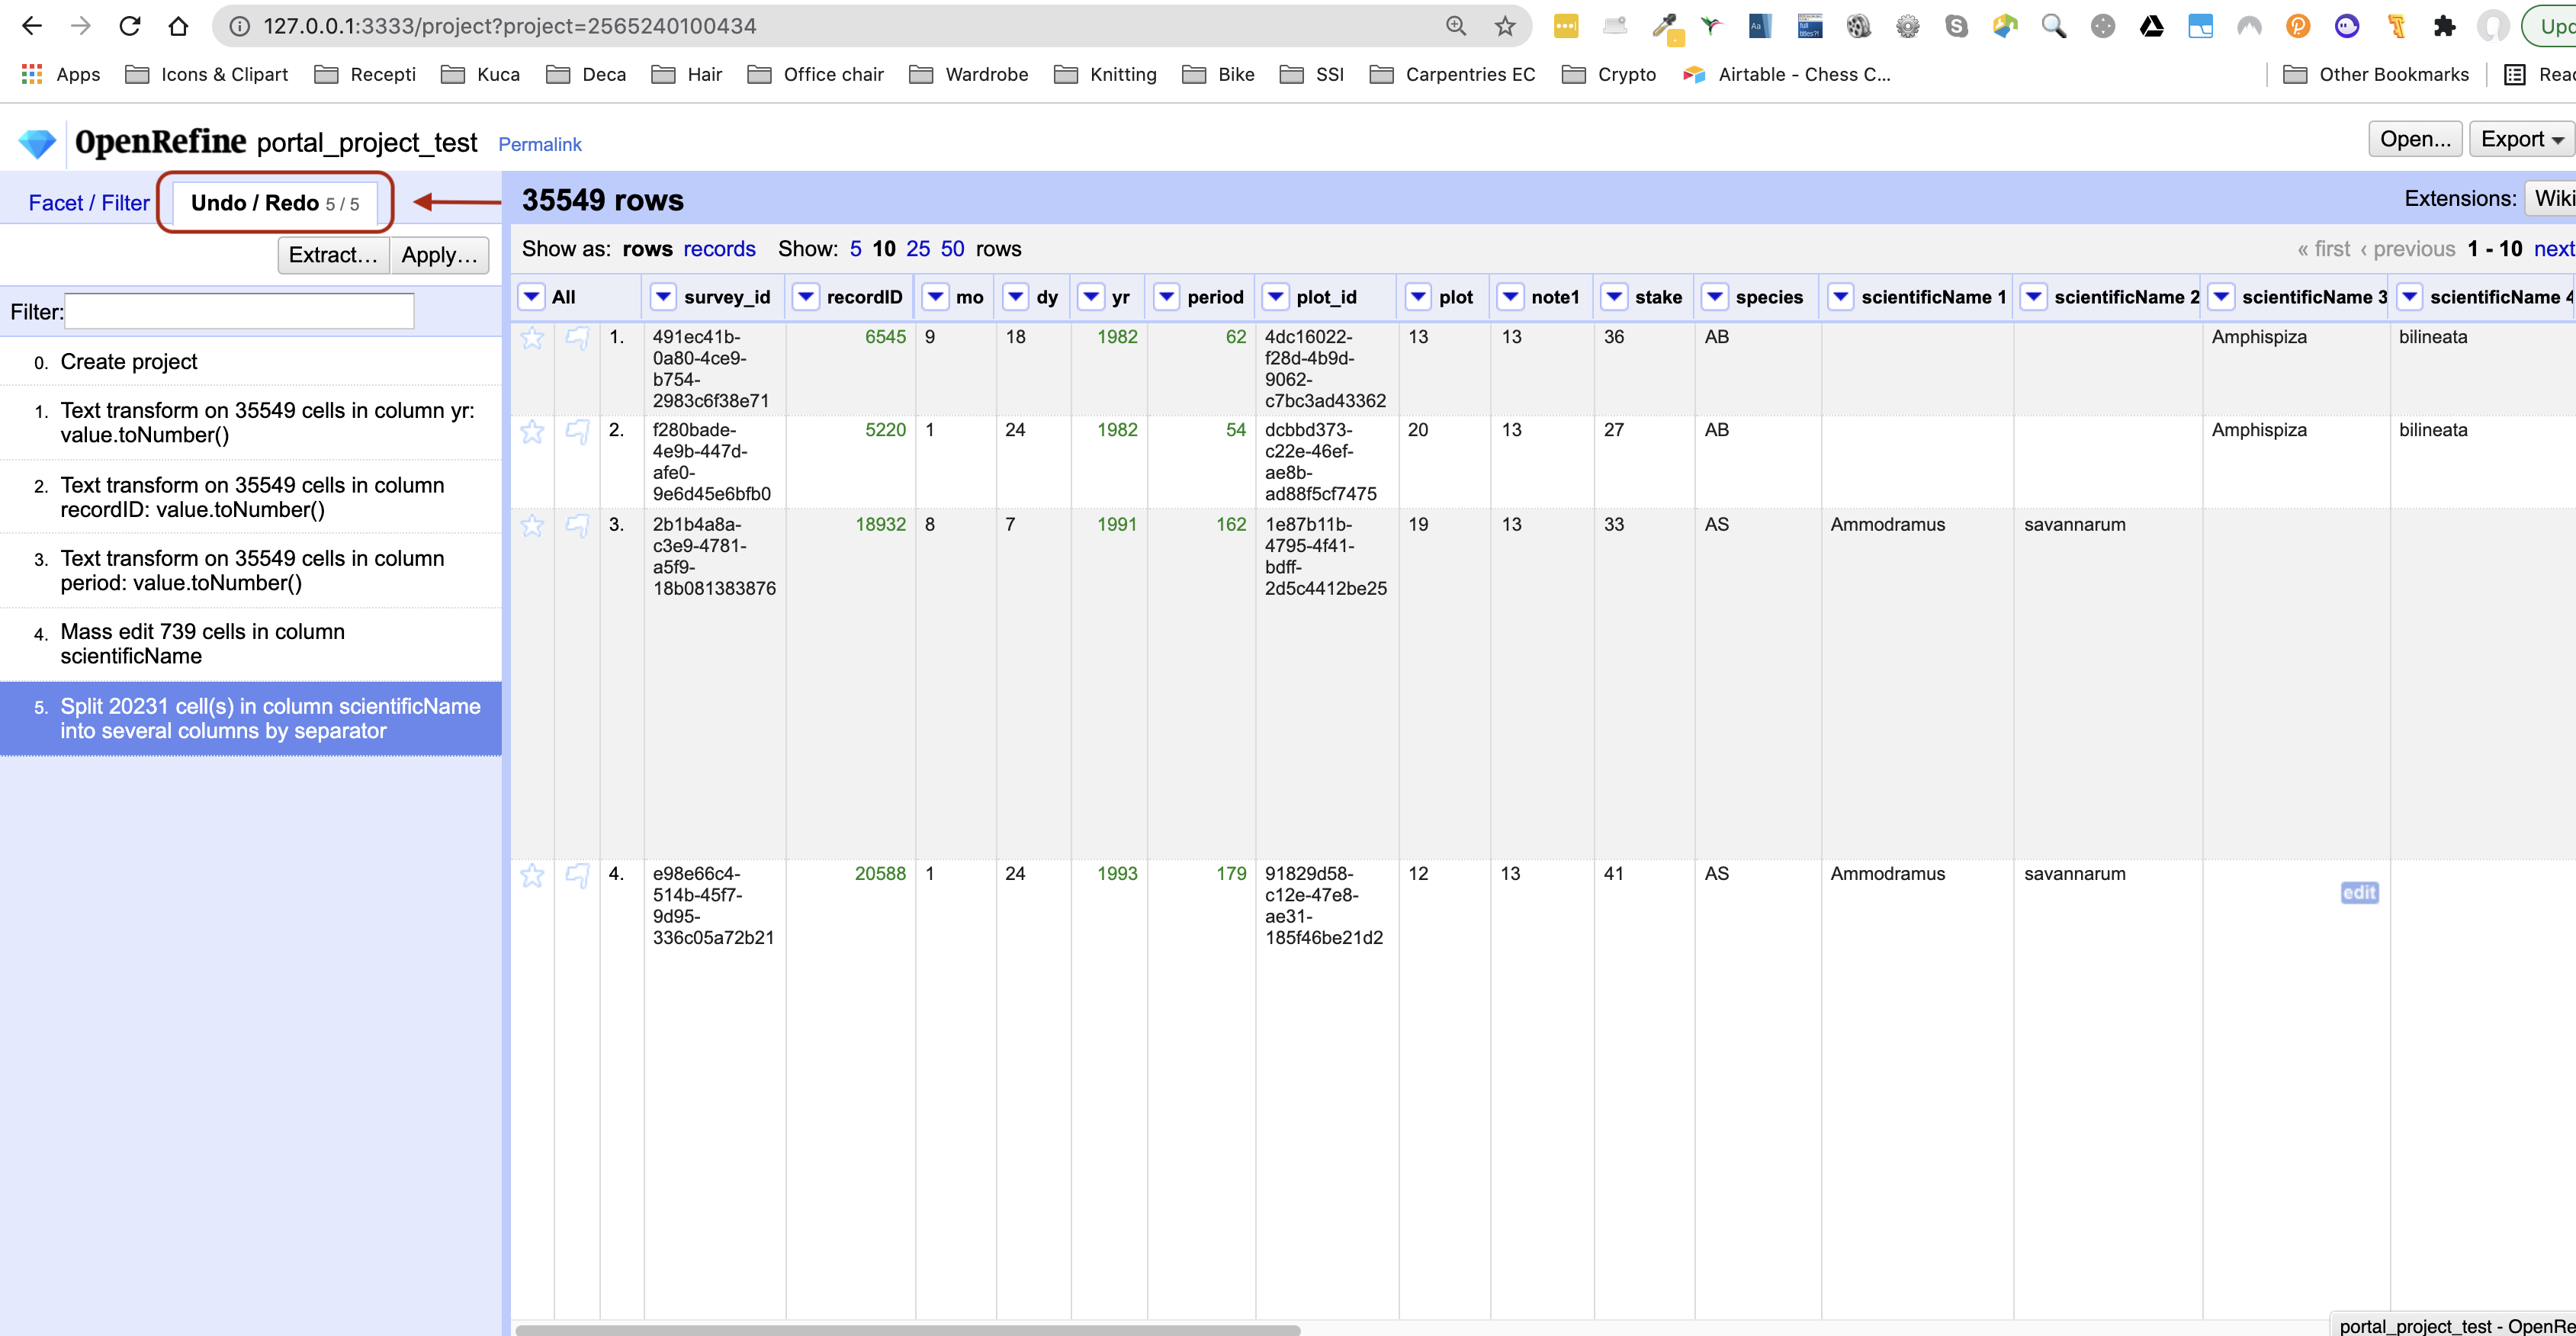 127.0.0.1:3333/project?project=2565240100434
Apps Icons & Clipart Recepti Kuca Deca Hair Office chair Wardrobe Knitting Bike SSI Carpentries EC Crypto Airtable - Chess C... Other Bookmarks
OpenRefine portal_project_test Permalink Open... Export
Facet / Filter Undo / Redo 5 / 5
35549 rows Extensions:
Extract... Apply...
Show as: rows records Show: 5 10 25 50 rows « first ‹ previous 1 - 10 next
Filter:
0. Create project
1. Text transform on 35549 cells in column yr:
value.toNumber()
2. Text transform on 35549 cells in column
recordID: value.toNumber()
3. Text transform on 35549 cells in column
period: value.toNumber()
4. Mass edit 739 cells in column
scientificName
5. Split 20231 cell(s) in column scientificName
into several columns by separator
All survey_id recordID mo dy yr period plot_id plot note1 stake species scientificName 1 scientificName 2 scientificName 3 scientificName 4
1. 491ec41b- 6545 9 18 1982 62 4dc16022- 13 13 36 AB Amphispiza bilineata
0a80-4ce9- f28d-4b9d-
b754- 9062-
2983c6f38e71 c7bc3ad43362
2. f280bade- 5220 1 24 1982 54 dcbbd373- 20 13 27 AB Amphispiza bilineata
4e9b-447d- c22e-46ef-
afe0- ae8b-
9e6d45e6bfb0 ad88f5cf7475
3. 2b1b4a8a- 18932 8 7 1991 162 1e87b11b- 19 13 33 AS Ammodramus savannarum
c3e9-4781- 4795-4f41-
a5f9- bdff-
18b081383876 2d5c4412be25
4. e98e66c4- 20588 1 24 1993 179 91829d58- 12 13 41 AS Ammodramus savannarum edit
514b-45f7- c12e-47e8-
9d95- ae31-
336c05a72b21 185f46be21d2
portal_project_test - OpenRe